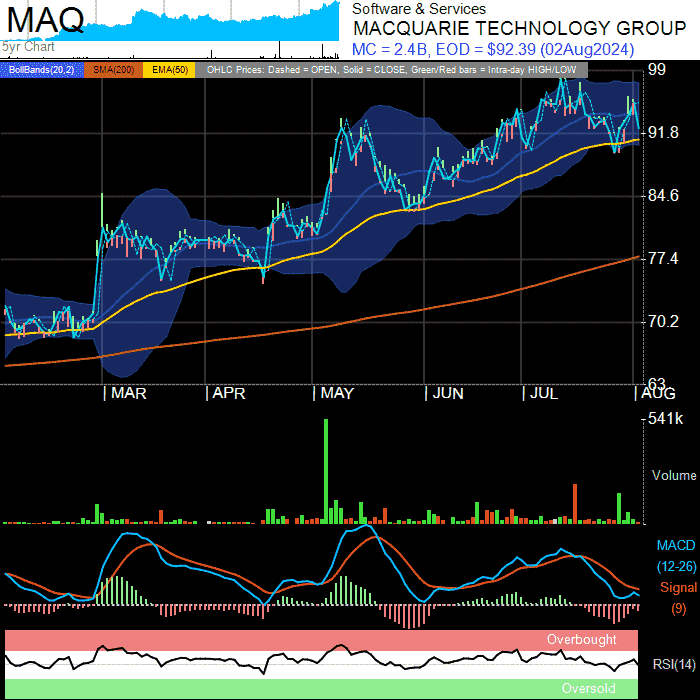 MAQ
5yr Chart
Software & Services
MACQUARIE TECHNOLOGY GROUP
MC = 2.4B, EOD = $92.39 (02Aug2024)
BollBands(20,2) SMA(200) EMA(50) OHLC Prices: Dashed = OPEN, Solid = CLOSE, Green/Red bars = Intra-day HIGH/LOW
99
91.8
84.6
77.4
70.2
63
MAR APR MAY JUN JUL AUG
541k
Volume
MACD
(12-26)
Signal
(9)
Overbought
RSI(14)
Oversold